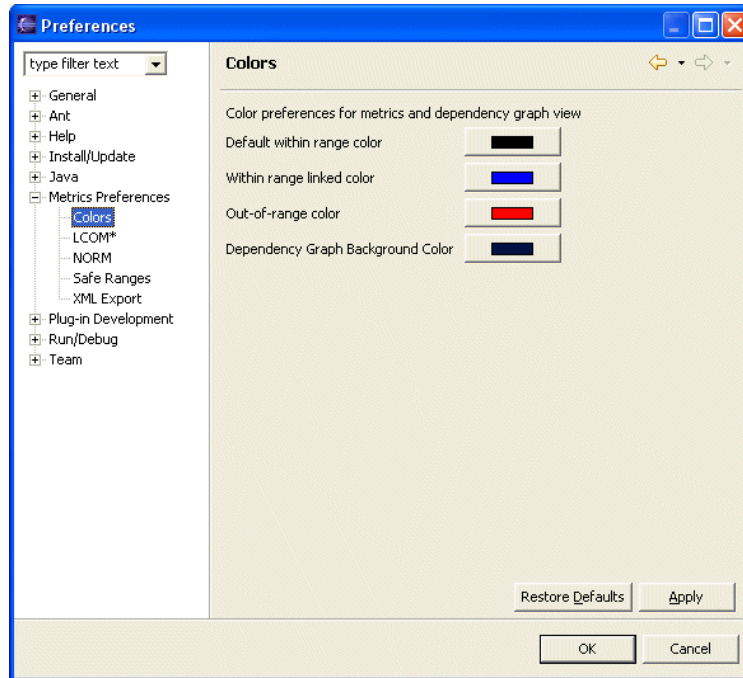 Preferences
type filter text
General
Ant
Help
Install/Update
Java
Metrics Preferences
Colors
LCOM*
NORM
Safe Ranges
XML Export
Plug-in Development
Run/Debug
Team
Colors
Color preferences for metrics and dependency graph view
Default within range color
Within range linked color
Out-of-range color
Dependency Graph Background Color
Restore Defaults Apply
OK Cancel